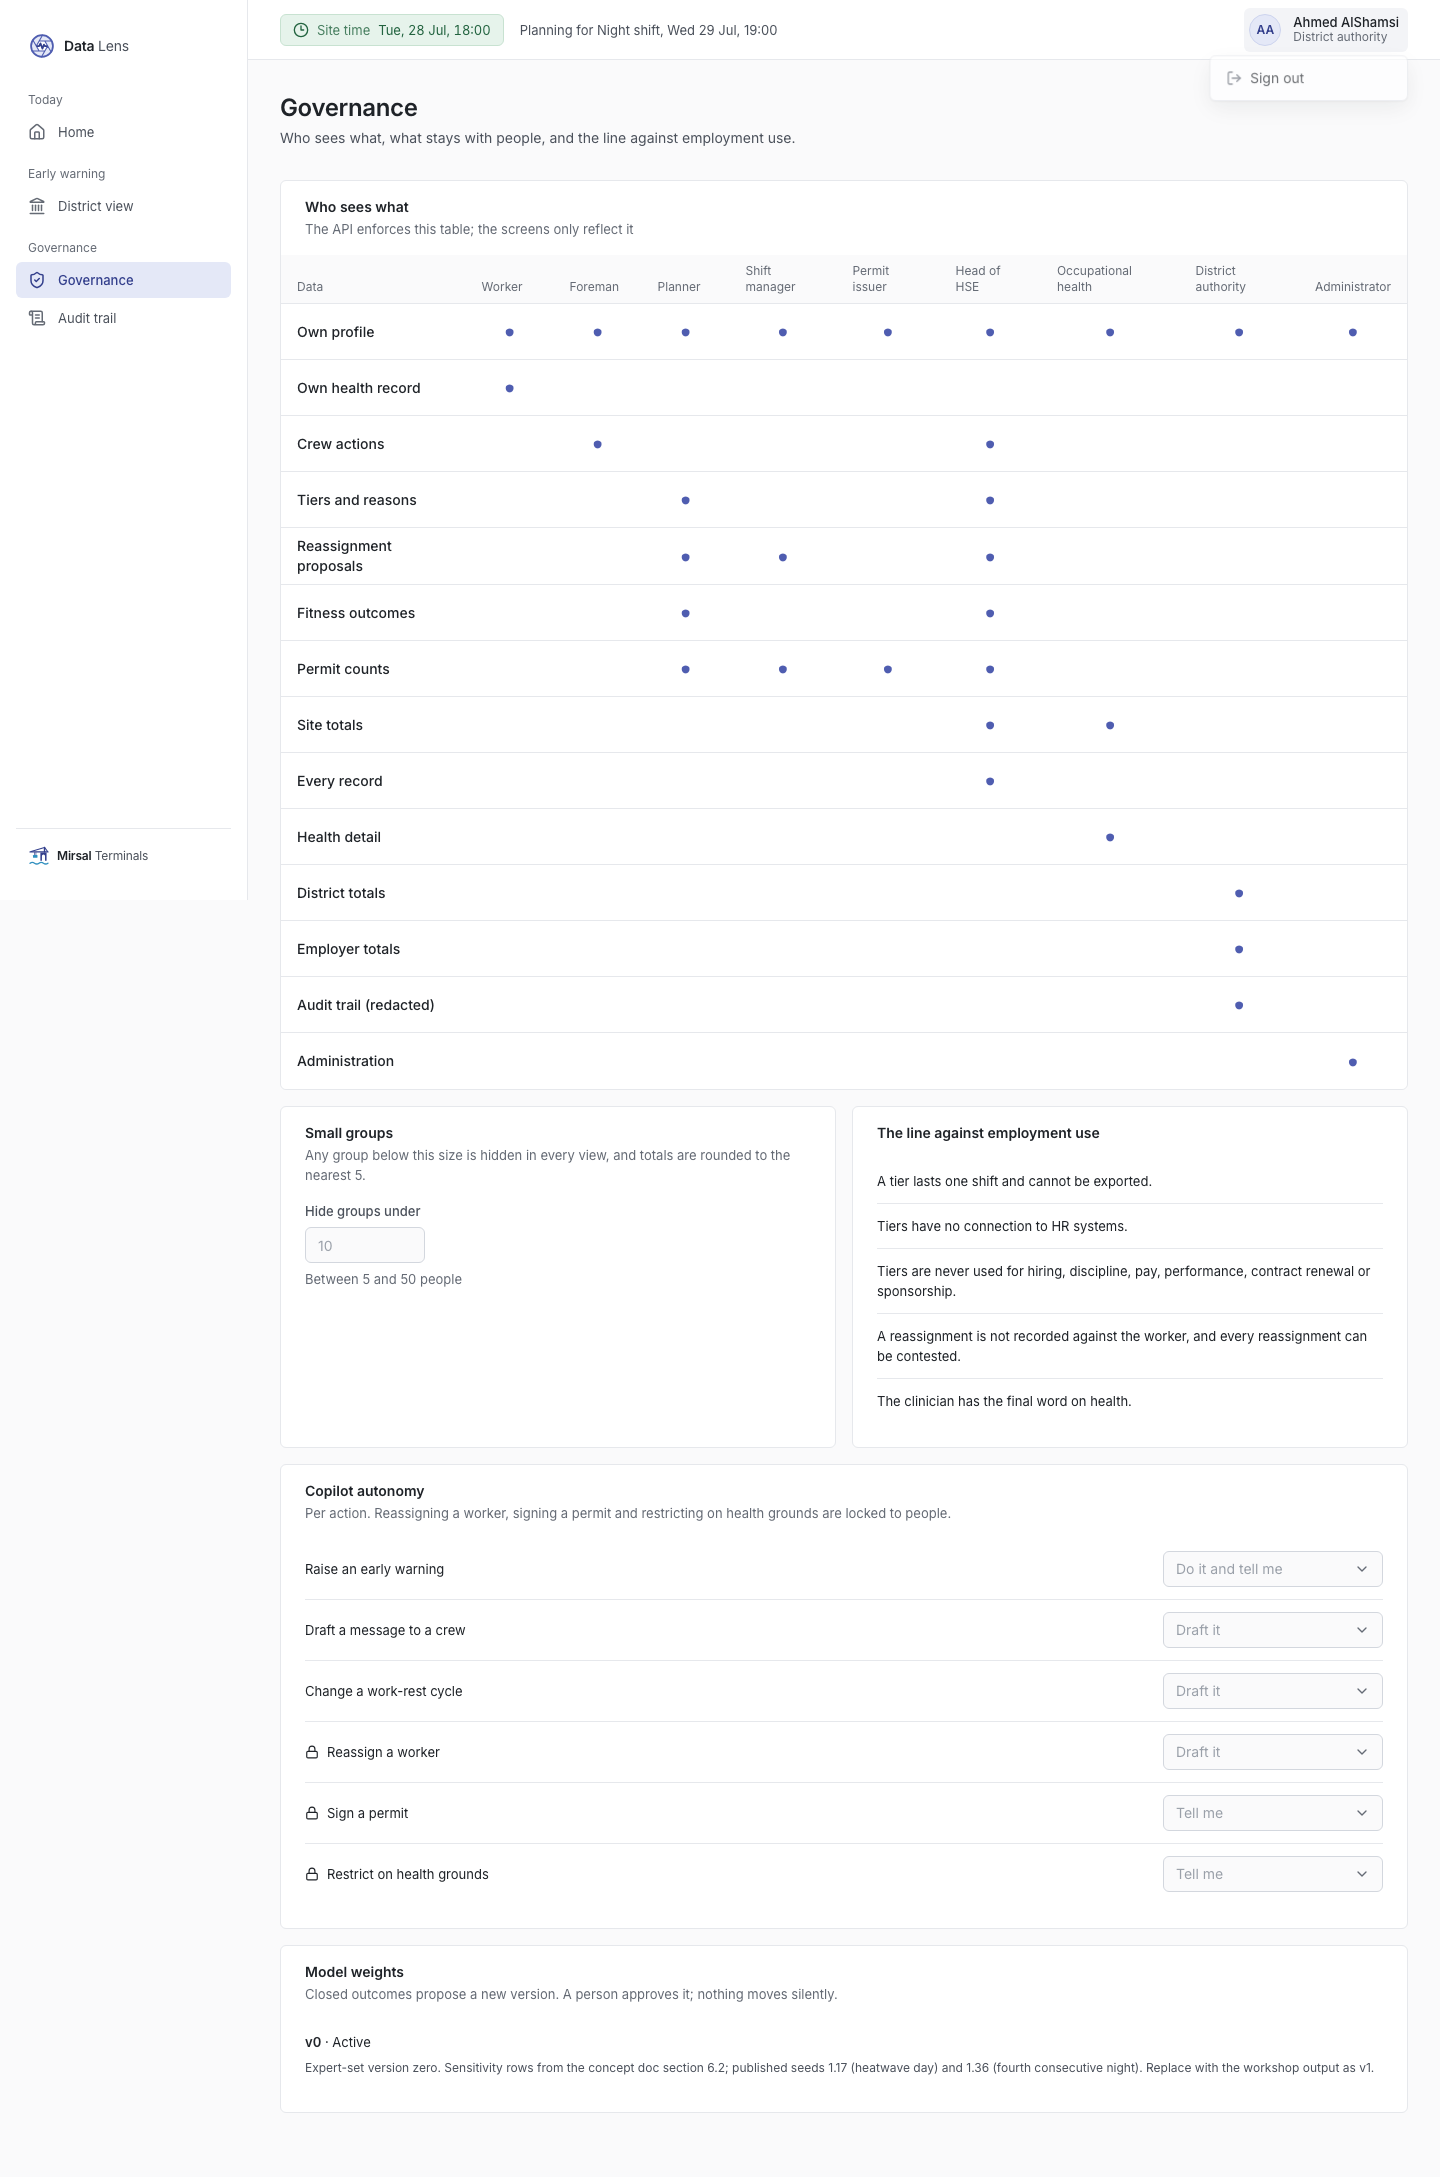 Data Lens
Today
Home
Early warning
District view
Governance
Governance
Audit trail
Mirsal Terminals
Site time Tue, 28 Jul, 18:00
Planning for Night shift, Wed 29 Jul, 19:00
AA
Ahmed AlShamsi
District authority
Sign out
Governance
Who sees what, what stays with people, and the line against employment use.
Who sees what
The API enforces this table; the screens only reflect it
Data
Worker
Foreman
Planner
Shift
manager
Permit
issuer
Head of
HSE
Occupational
health
District
authority
Administrator
Own profile
Own health record
Crew actions
Tiers and reasons
Reassignment
proposals
Fitness outcomes
Permit counts
Site totals
Every record
Health detail
District totals
Employer totals
Audit trail (redacted)
Administration
Small groups
Any group below this size is hidden in every view, and totals are rounded to the
nearest 5.
Hide groups under
10
Between 5 and 50 people
The line against employment use
A tier lasts one shift and cannot be exported.
Tiers have no connection to HR systems.
Tiers are never used for hiring, discipline, pay, performance, contract renewal or
sponsorship.
A reassignment is not recorded against the worker, and every reassignment can
be contested.
The clinician has the final word on health.
Copilot autonomy
Per action. Reassigning a worker, signing a permit and restricting on health grounds are locked to people.
Raise an early warning
Do it and tell me
Draft a message to a crew
Draft it
Change a work-rest cycle
Draft it
Reassign a worker
Draft it
Sign a permit
Tell me
Restrict on health grounds
Tell me
Model weights
Closed outcomes propose a new version. A person approves it; nothing moves silently.
v0 · Active
Expert-set version zero. Sensitivity rows from the concept doc section 6.2; published seeds 1.17 (heatwave day) and 1.36 (fourth consecutive night). Replace with the workshop output as v1.